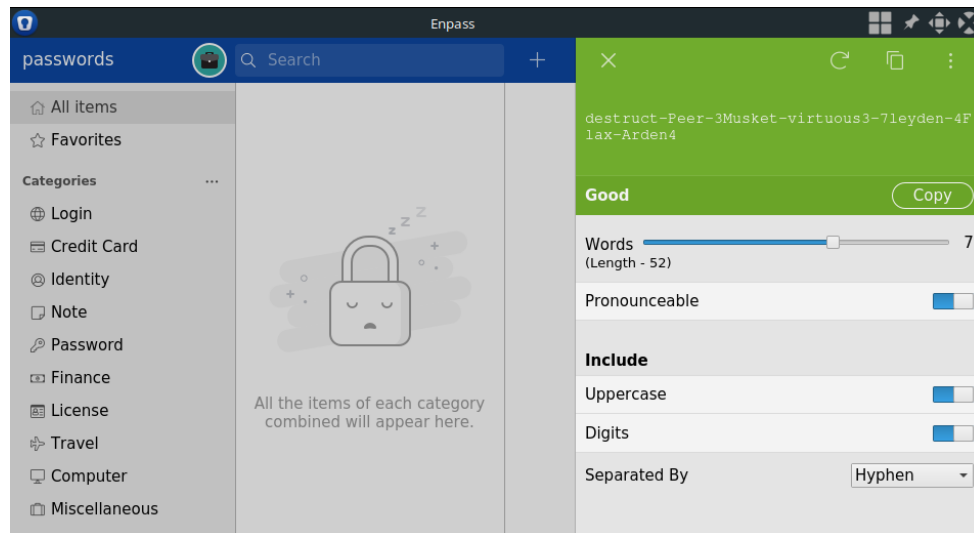 Enpass
passwords
Search
All items
Favorites
Categories
Login
Credit Card
Identity
Note
Password
Finance
License
Travel
Computer
Miscellaneous
z z Z
All the items of each category
combined will appear here.
destruct-Peer-3Musket-virtuous3-7leyden-4F
lax-Arden4
Good
Copy
Words
7
(Length - 52)
Pronounceable
Include
Uppercase
Digits
Separated By
Hyphen